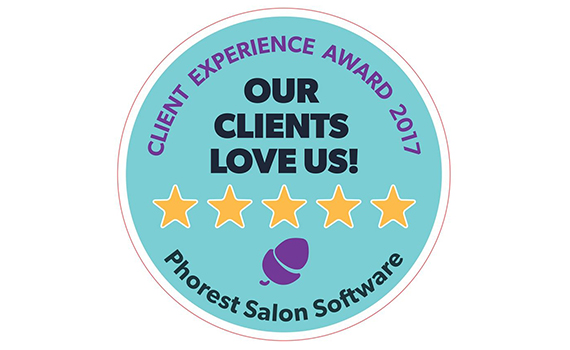 CLIENT EXPERIENCE AWARD 2017
OUR
CLIENTS
LOVE US!
Phorest Salon Software